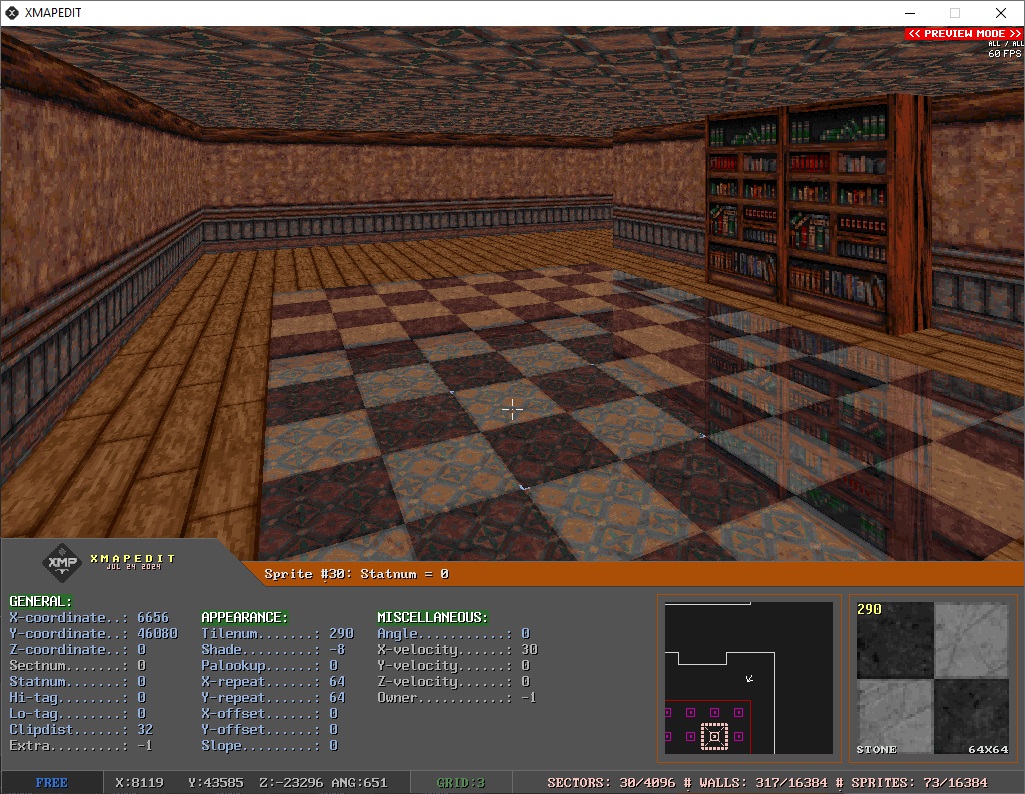 XMAPEDIT
<< PREVIEW MODE >>
ALL / ALL
60 FPS
XMP
XMAPEDIT
JUL 24 2024
Sprite #30: Statnum = 0
GENERAL:
X-coordinate..: 6656
Y-coordinate..: 46080
Z-coordinate..: 0
Sectnum.......: 0
Statnum.......: 0
Hi-tag........: 0
Lo-tag........: 0
Clipdist......: 32
Extra.........: -1
APPEARANCE:
Tilenum.......: 290
Shade.........: -8
Palookup......: 0
X-repeat......: 64
Y-repeat......: 64
X-offset......: 0
Y-offset......: 0
Slope.........: 0
MISCELLANEOUS:
Angle...........: 0
X-velocity......: 30
Y-velocity......: 0
Z-velocity......: 0
Owner...........: -1
290
STONE 64X64
FREE X:8119 Y:43585 Z:-23296 ANG:651 GRID:3 SECTORS: 30/4096 # WALLS: 317/16384 # SPRITES: 73/16384